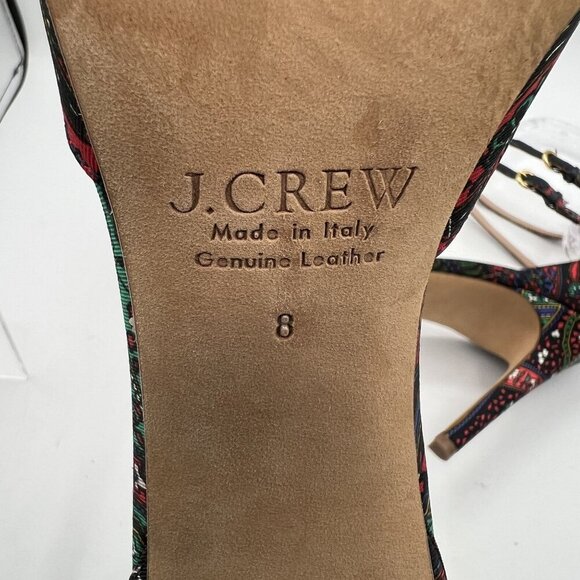 J.CREW
Made in Italy
Genuine Leather
8